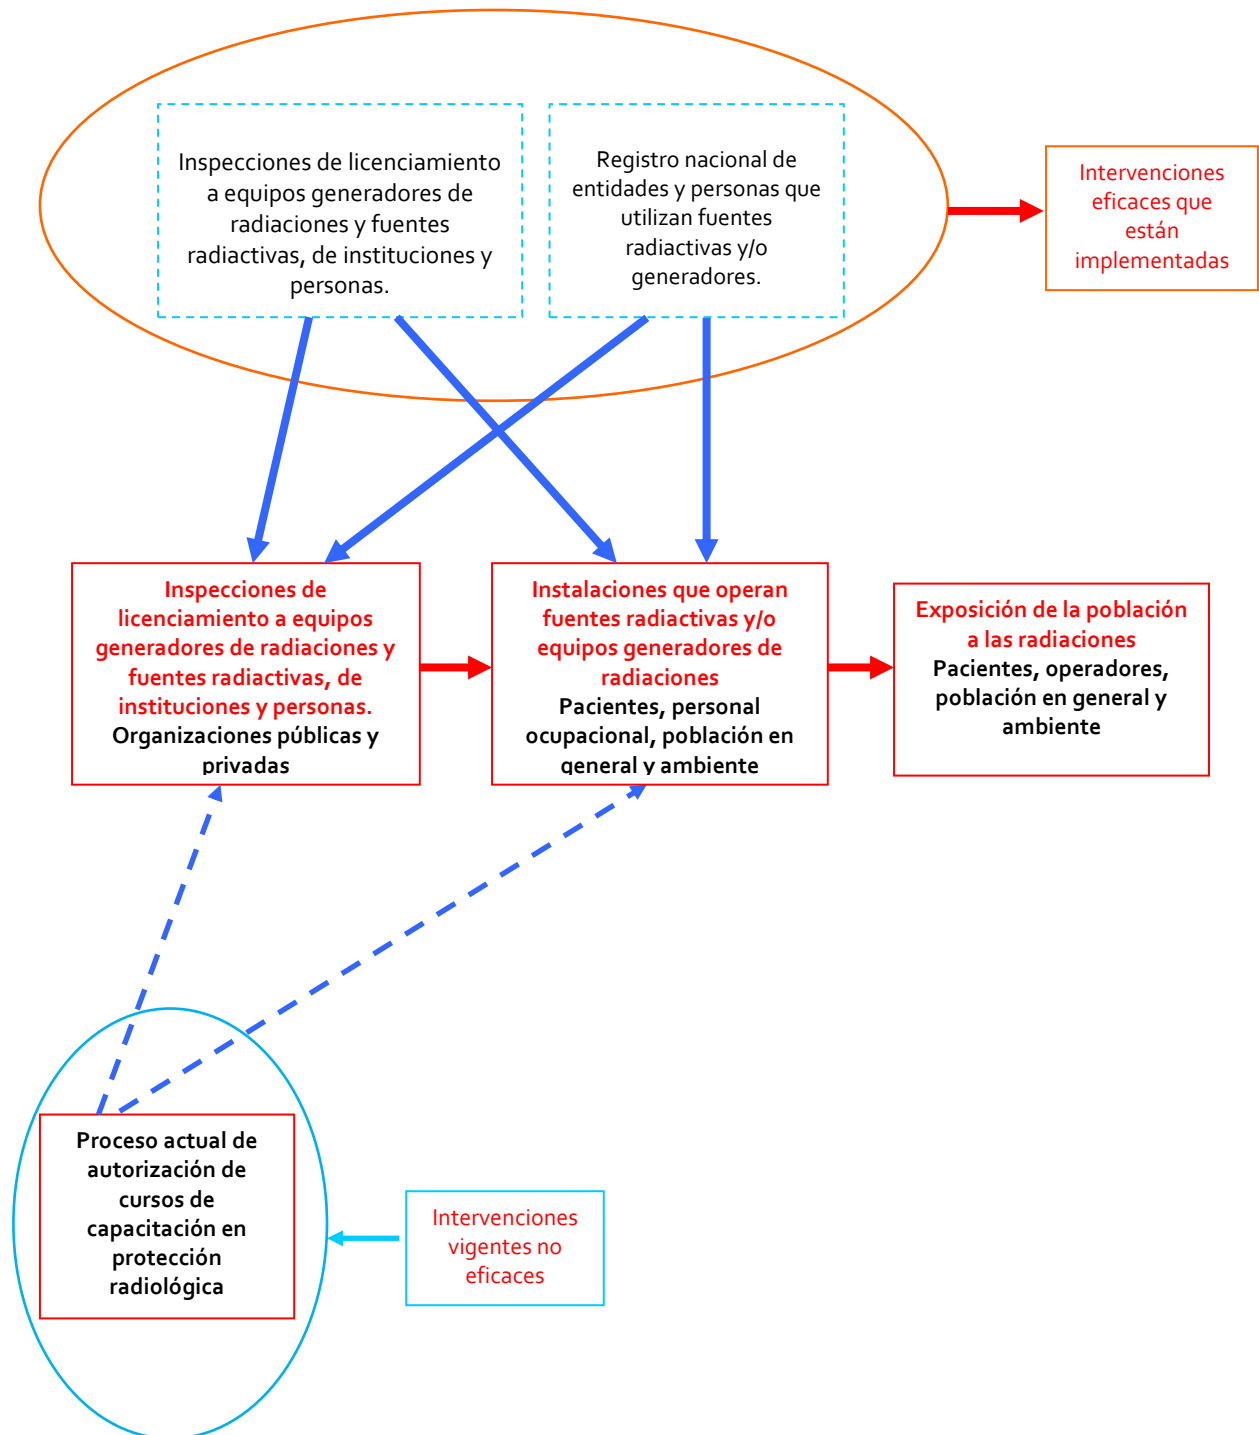 Inspecciones de licenciamiento
a equipos generadores de
radiaciones y fuentes
radiactivas, de instituciones y
personas.
Registro nacional de
entidades y personas que
utilizan fuentes
radiactivas y/o
generadores.
Intervenciones
eficaces que
están
implementadas
Inspecciones de
licenciamiento a equipos
generadores de radiaciones y
fuentes radiactivas, de
instituciones y personas.
Organizaciones públicas y
privadas
Instalaciones que operan
fuentes radiactivas y/o
equipos generadores de
radiaciones
Pacientes, personal
ocupacional, población en
general y ambiente
Exposición de la población
a las radiaciones
Pacientes, operadores,
población en general y
ambiente
Proceso actual de
autorización de
cursos de
capacitación en
protección
radiológica
Intervenciones
vigentes no
eficaces